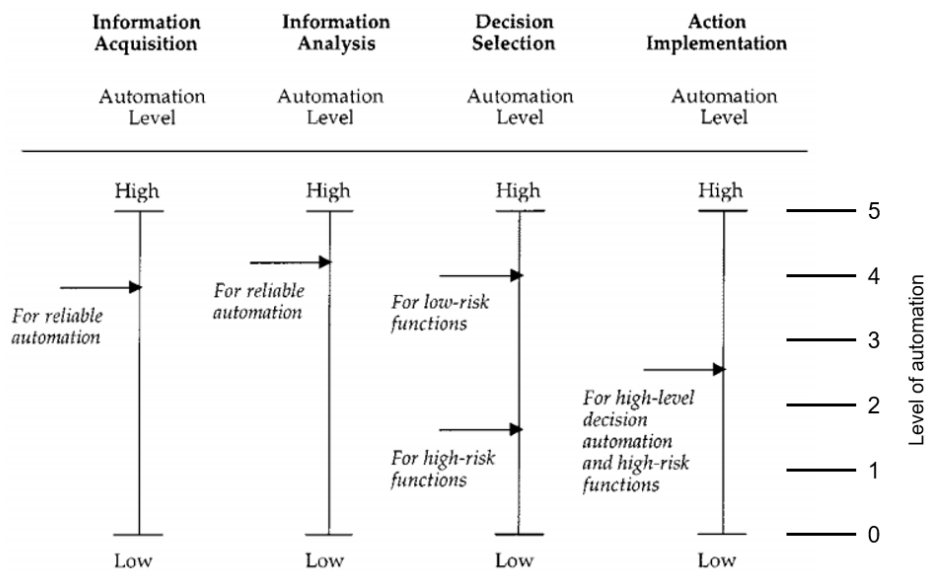 Information
Acquisition
Information
Analysis
Decision
Selection
Action
Implementation
Automation
Level
Automation
Level
Automation
Level
Automation
Level
High
High
High
High
5
4
3
2
1
0
Level of automation
For reliable
automation
For reliable
automation
For low-risk
functions
For high-risk
functions
For high-level
decision
automation
and high-risk
functions
Low
Low
Low
Low